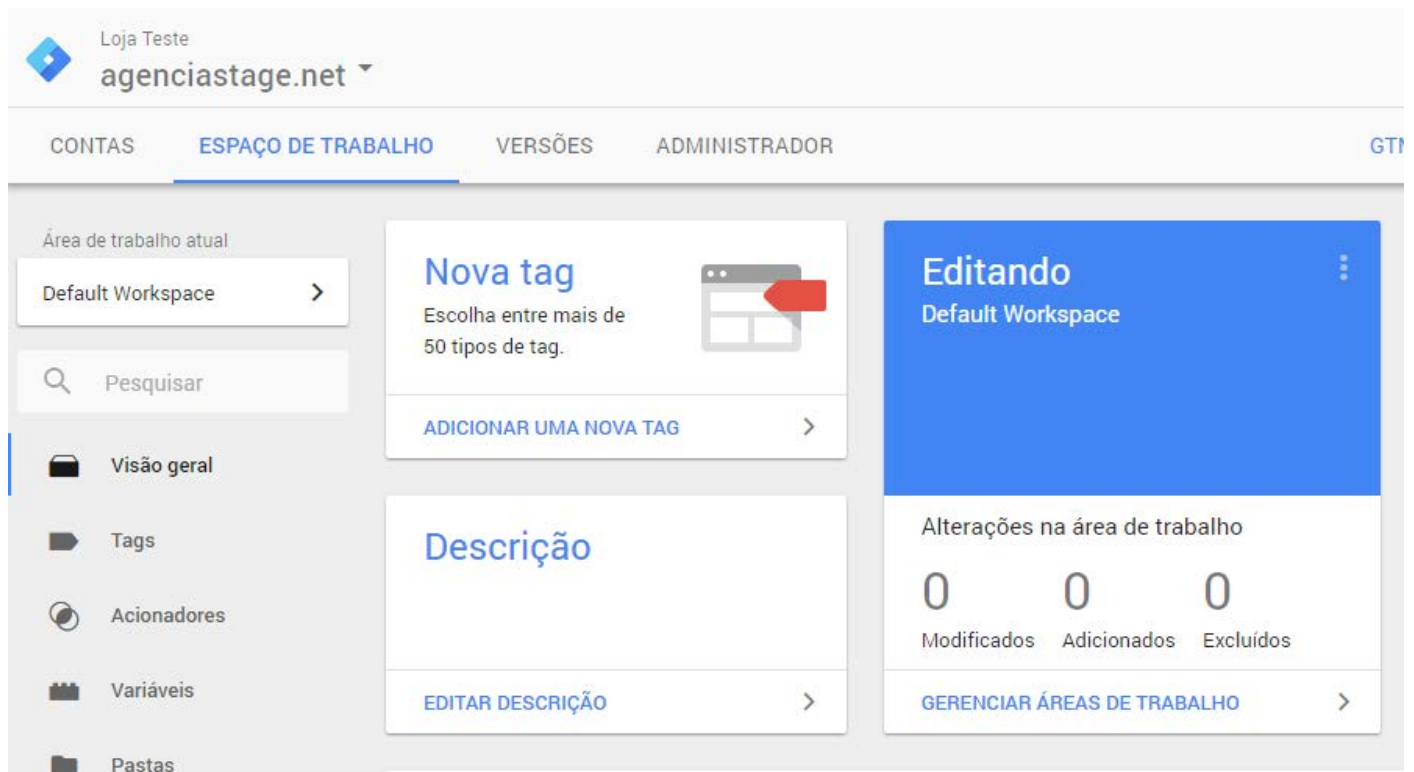 Loja Teste
agenciastage.net
CONTAS
ESPAÇO DE TRABALHO
VERSÕES
ADMINISTRADOR
GTM
Área de trabalho atual
Default Workspace
Pesquisar
Visão geral
Tags
Acionadores
Variáveis
Pastas
Nova tag
Escolha entre mais de
50 tipos de tag.
ADICIONAR UMA NOVA TAG
Descrição
EDITAR DESCRIÇÃO
Editando
Default Workspace
Alterações na área de trabalho
0 0 0
Modificados Adicionados Excluídos
GERENCIAR ÁREAS DE TRABALHO